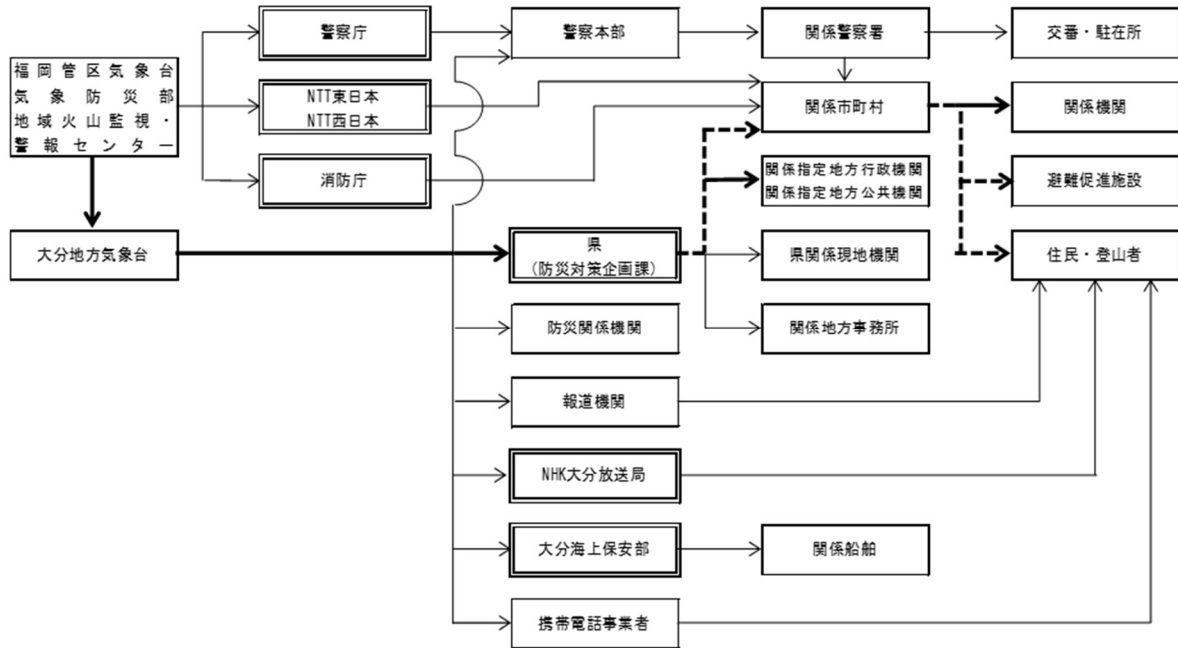 警察庁
警察本部
関係警察署
交番・駐在所
福岡管区気象台
気象防災部
地域火山監視・
警報センター
NTT東日本
NTT西日本
関係市町村
関係機関
消防庁
関係指定地方行政機関
関係指定地方公共機関
避難促進施設
大分地方気象台
県
(防災対策企画課)
県関係現地機関
住民・登山者
防災関係機関
関係地方事務所
報道機関
NHK大分放送局
大分海上保安部
関係船舶
携帯電話事業者